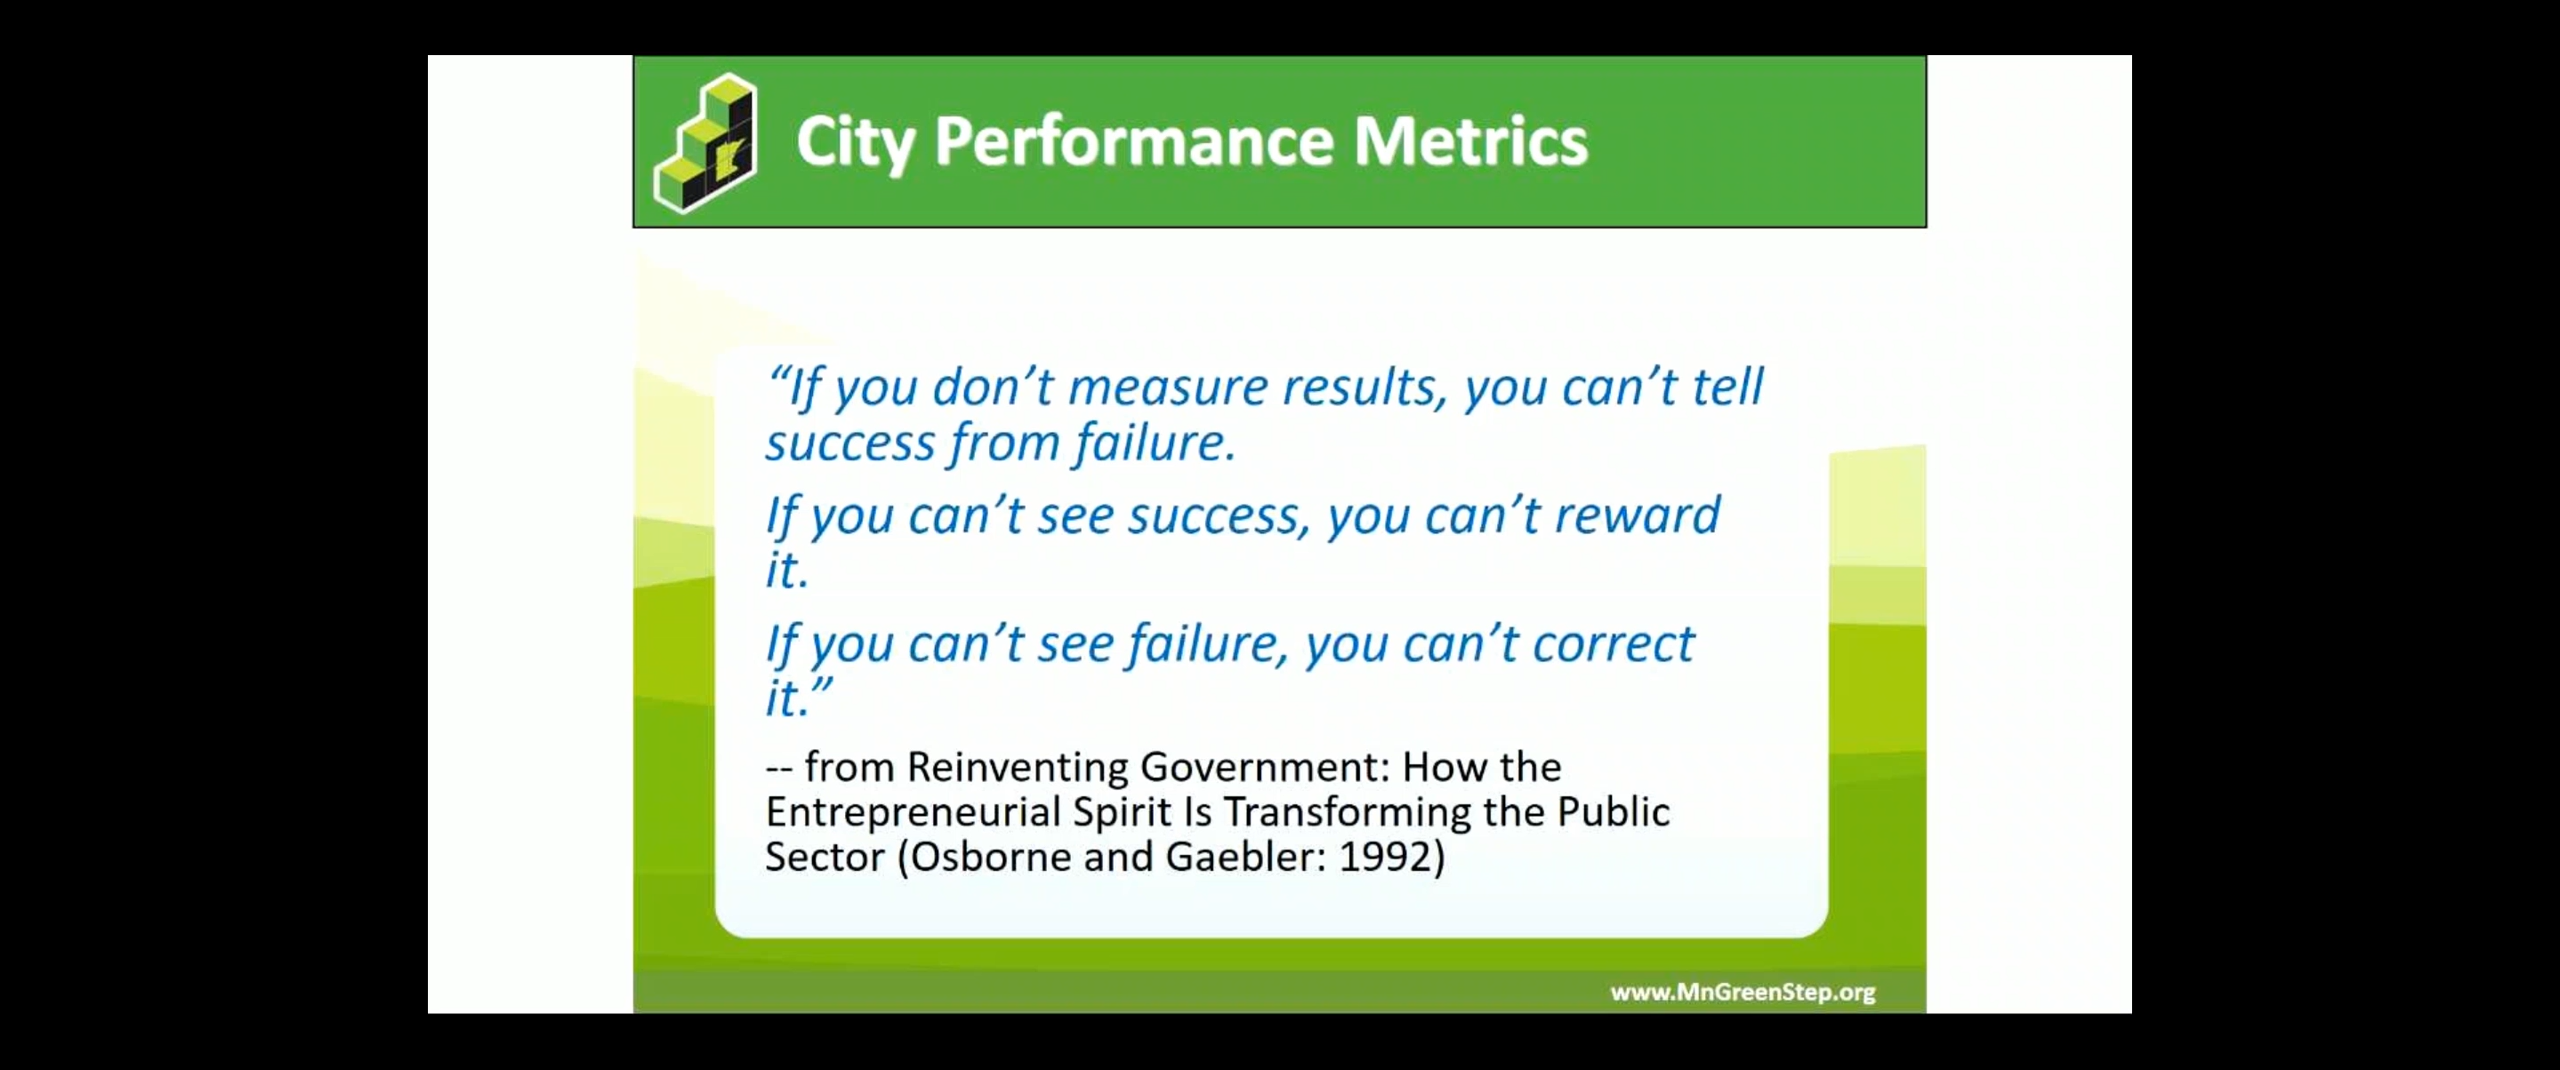 City Performance Metrics
“If you don’t measure results, you can’t tell
success from failure.
If you can’t see success, you can’t reward
it.
If you can’t see failure, you can’t correct
it.”
-- from Reinventing Government: How the
Entrepreneurial Spirit Is Transforming the Public
Sector (Osborne and Gaebler: 1992)
www.MnGreenStep.org